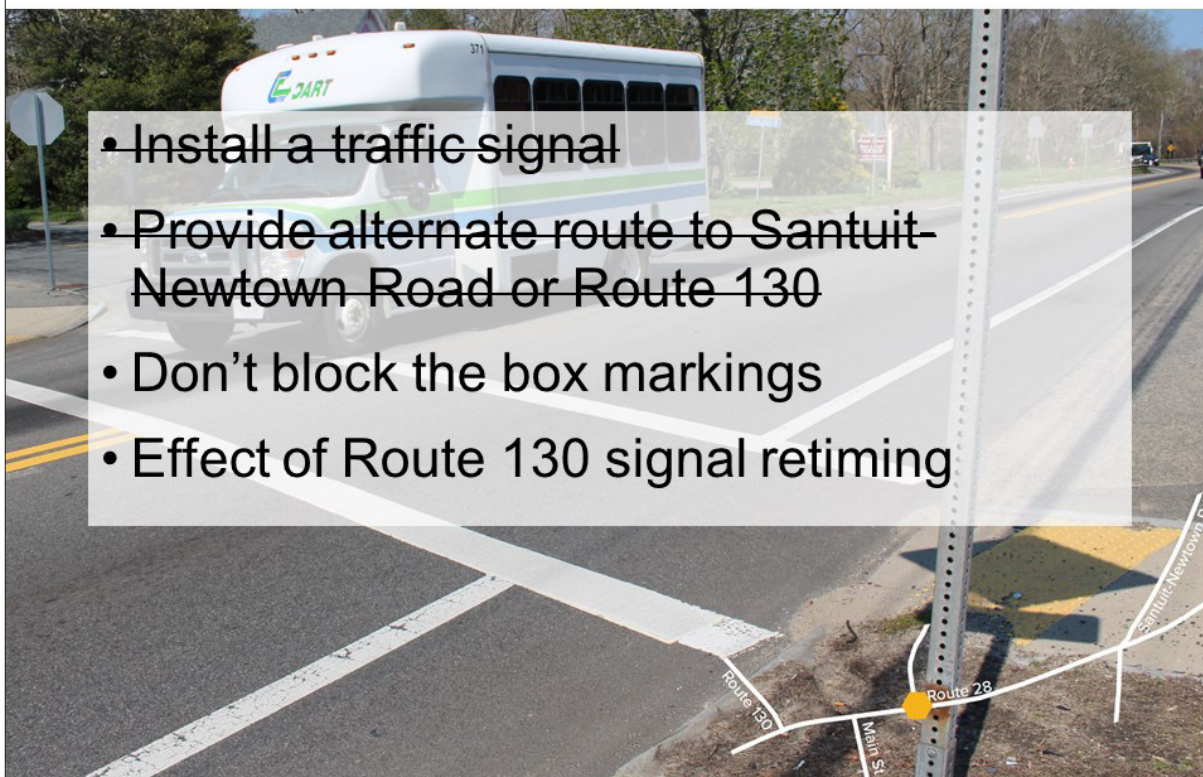 371
DART
• Install a traffic signal
• Provide alternate route to Santuit-
Newtown Road or Route 130
• Don't block the box markings
• Effect of Route 130 signal retiming
Santuit-Newtown
Route 28
Route 130
Main St